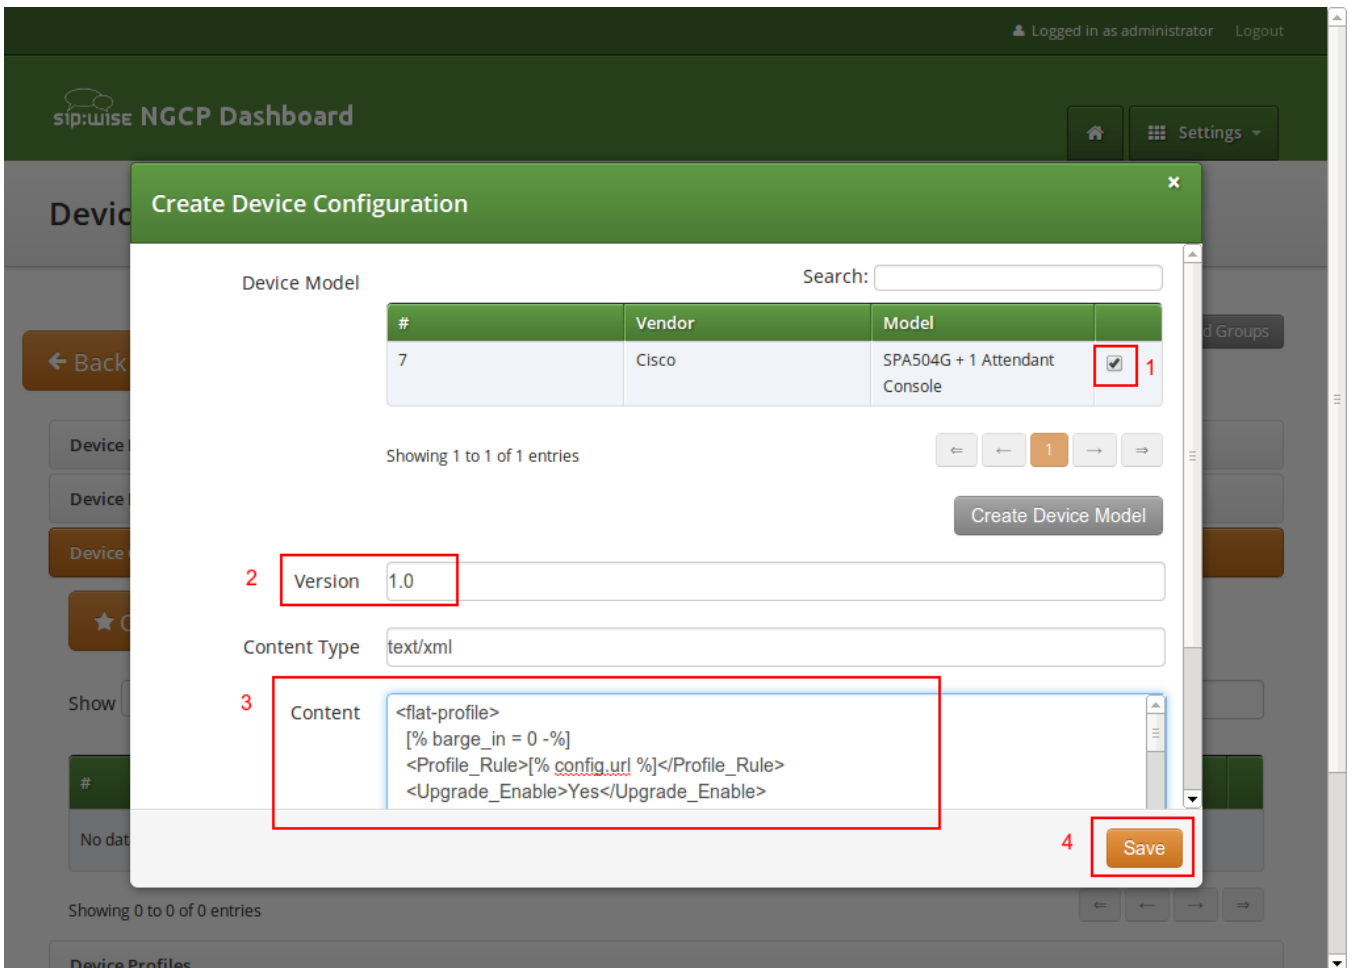 Logged in as administrator Logout
sip:wise NGCP Dashboard
Settings
Devic
Create Device Configuration ×
Device Model Search:
# Vendor Model
7 Cisco SPA504G + 1 Attendant Console 1
d Groups
← Back
Device
Showing 1 to 1 of 1 entries ⇐ ← 1 → ⇒
Device
Create Device Model
Device
2 Version 1.0
Content Type text/xml
Show
3 Content <flat-profile>
[% barge_in = 0 -%]
<Profile_Rule>[% config.url %]</Profile_Rule>
<Upgrade_Enable>Yes</Upgrade_Enable>
#
No dat
4 Save
Showing 0 to 0 of 0 entries ⇐ ← → ⇒
Device Profiles